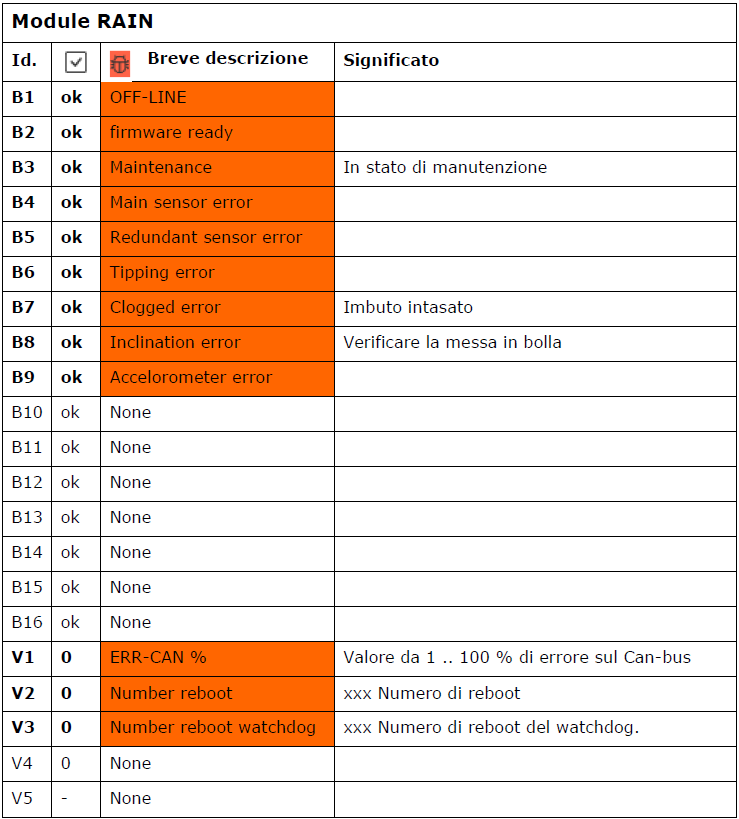 Module RAIN
Id. Breve descrizione Significato
B1 ok OFF-LINE
B2 ok firmware ready
B3 ok Maintenance In stato di manutenzione
B4 ok Main sensor error
B5 ok Redundant sensor error
B6 ok Tipping error
B7 ok Clogged error Imbuto intasato
B8 ok Inclination error Verificare la messa in bolla
B9 ok Accelorometer error
B10 ok None
B11 ok None
B12 ok None
B13 ok None
B14 ok None
B15 ok None
B16 ok None
V1 0 ERR-CAN % Valore da 1 .. 100 % di errore sul Can-bus
V2 0 Number reboot xxx Numero di reboot
V3 0 Number reboot watchdog xxx Numero di reboot del watchdog.
V4 0 None
V5 - None